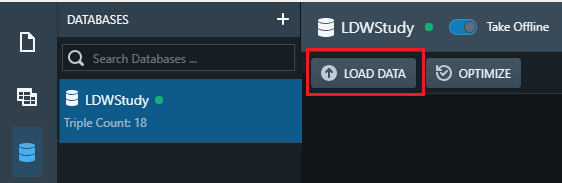 DATABASES
Search Databases ...
LDWStudy
Triple Count: 18
LDWStudy Take Offline
LOAD DATA OPTIMIZE